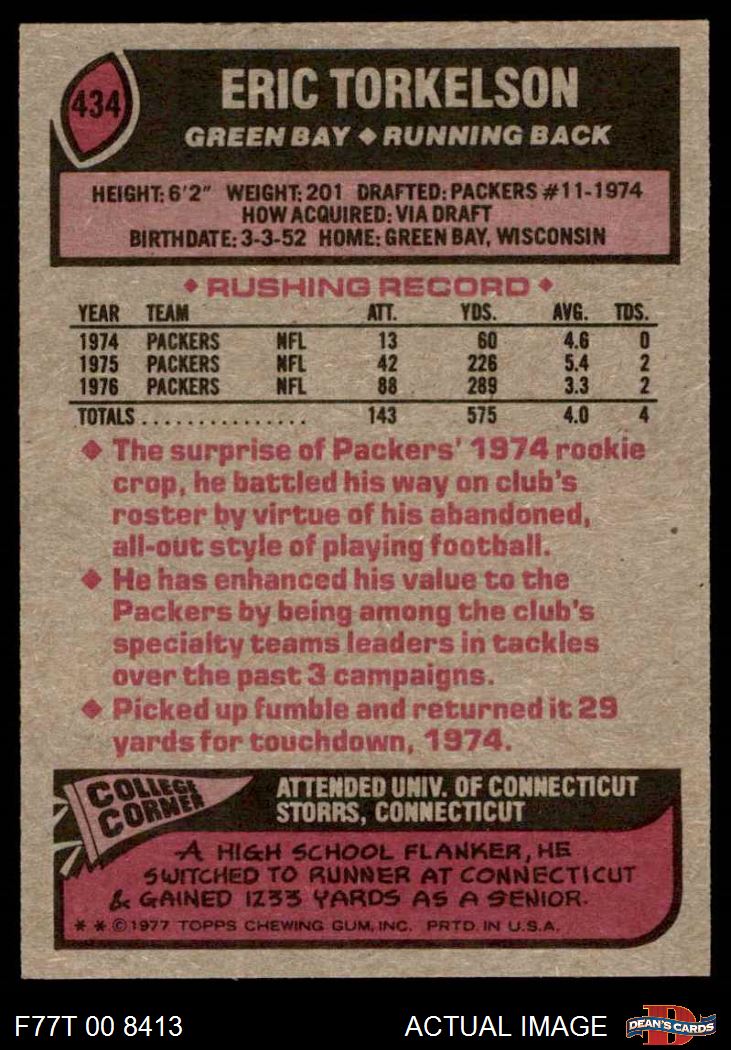 434
ERIC TORKELSON
GREEN BAY ◆ RUNNING BACK
HEIGHT: 6'2" WEIGHT: 201 DRAFTED: PACKERS #11-1974
HOW ACQUIRED: VIA DRAFT
BIRTHDATE: 3-3-52 HOME: GREEN BAY, WISCONSIN
◆ RUSHING RECORD ◆
YEAR TEAM ATT. YDS. AVG. TDS.
1974 PACKERS NFL 13 60 4.6 0
1975 PACKERS NFL 42 226 5.4 2
1976 PACKERS NFL 88 289 3.3 2
TOTALS............... 143 575 4.0 4
◆ The surprise of Packers' 1974 rookie
crop, he battled his way on club's
roster by virtue of his abandoned,
all-out style of playing football.
◆ He has enhanced his value to the
Packers by being among the club's
specialty teams leaders in tackles
over the past 3 campaigns.
◆ Picked up fumble and returned it 29
yards for touchdown, 1974.
COLLEGE
CORNER
ATTENDED UNIV. OF CONNECTICUT
STORRS, CONNECTICUT
A HIGH SCHOOL FLANKER, HE
SWITCHED TO RUNNER AT CONNECTICUT
& GAINED 1233 YARDS AS A SENIOR.
* * © 1977 TOPPS CHEWING GUM, INC. PRTD. IN U.S.A.
F77T 00 8413
ACTUAL IMAGE
D
DEAN'S CARDS